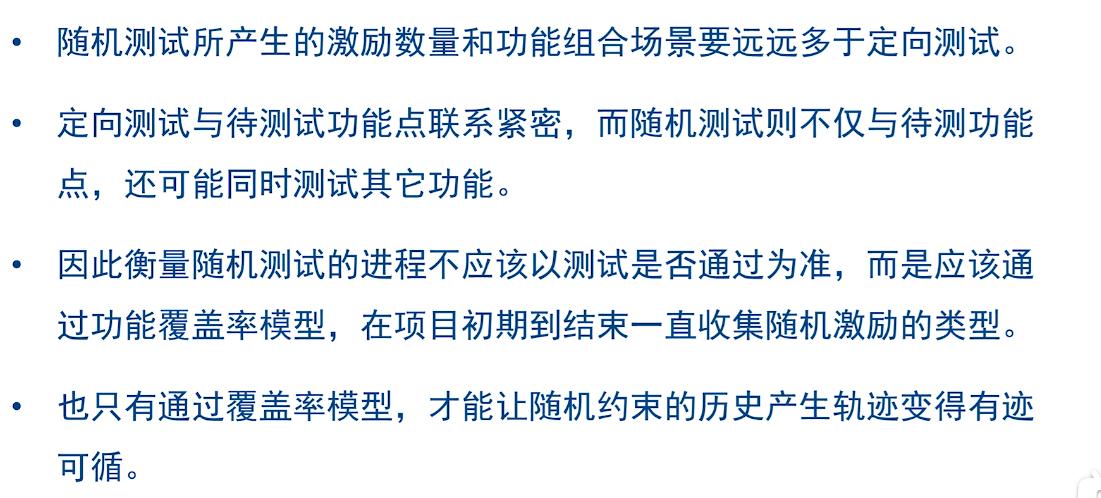 • 随机测试所产生的激励数量和功能组合场景要远远多于定向测试。
• 定向测试与待测试功能点联系紧密，而随机测试则不仅与待测功能
点，还可能同时测试其它功能。
• 因此衡量随机测试的进程不应该以测试是否通过为准，而是应该通
过功能覆盖率模型，在项目初期到结束一直收集随机激励的类型。
• 也只有通过覆盖率模型，才能让随机约束的历史产生轨迹变得有迹
可循。